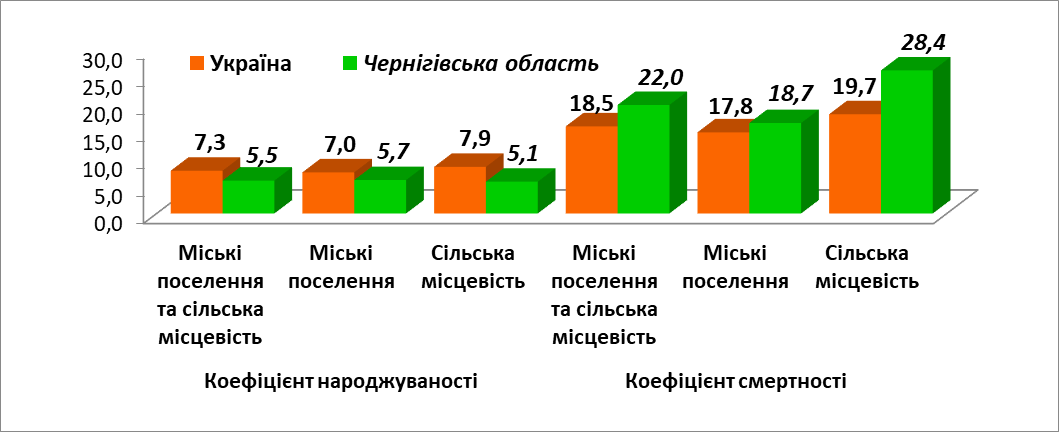 30,0
25,0
20,0
15,0
10,0
5,0
0,0
Україна
Чернігівська область
7,3
5,5
7,0
5,7
7,9
5,1
18,5
22,0
17,8
18,7
19,7
28,4
Міські
поселення
та сільська
місцевість
Міські
поселення
Сільська
місцевість
Міські
поселення
та сільська
місцевість
Міські
поселення
Сільська
місцевість
Коефіцієнт народжуваності
Коефіцієнт смертності